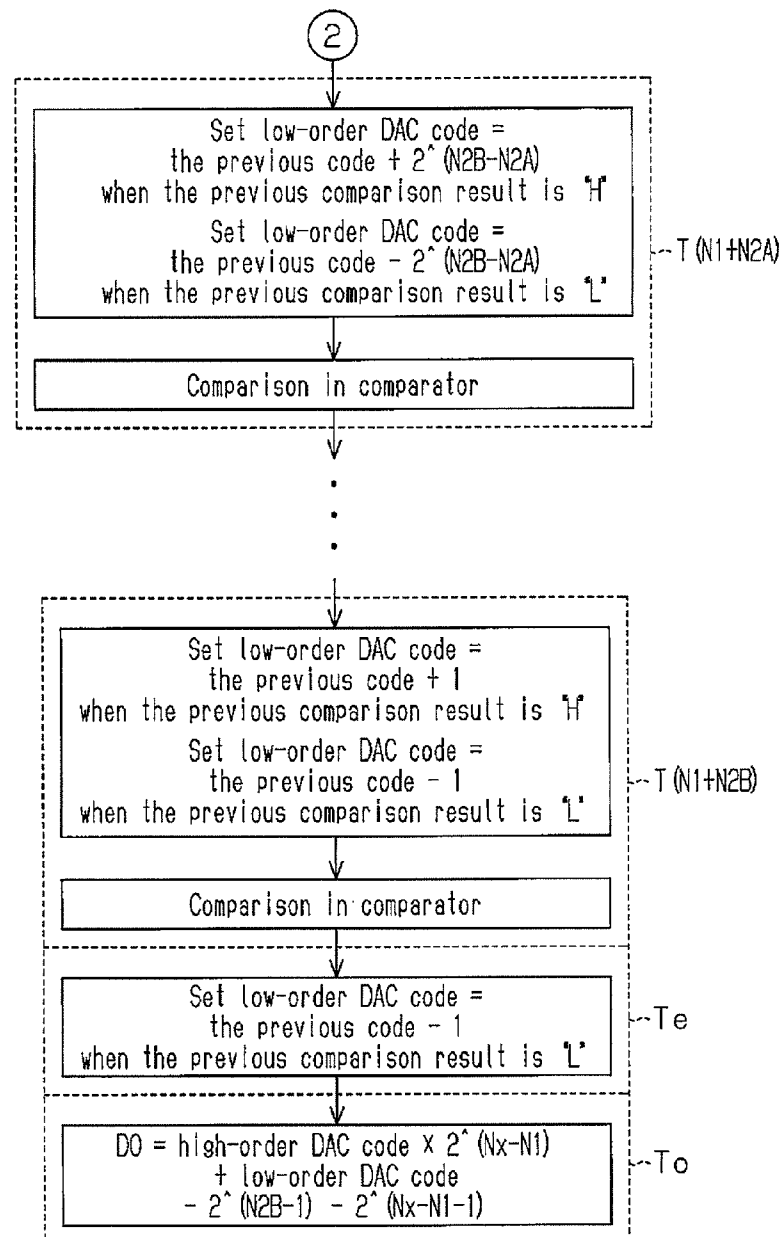 2
Set low-order DAC code =
the previous code + 2^(N2B-N2A)
when the previous comparison result is "H"
Set low-order DAC code =
the previous code - 2^(N2B-N2A)
when the previous comparison result is "L"
T(N1+N2A)
Comparison in comparator
Set low-order DAC code =
the previous code + 1
when the previous comparison result is "H"
Set low-order DAC code =
the previous code - 1
when the previous comparison result is "L"
T(N1+N2B)
Comparison in comparator
Set low-order DAC code =
the previous code - 1
when the previous comparison result is "L"
Te
DO = high-order DAC code × 2^(Nx-N1)
+ low-order DAC code
- 2^(N2B-1) - 2^(Nx-N1-1)
To